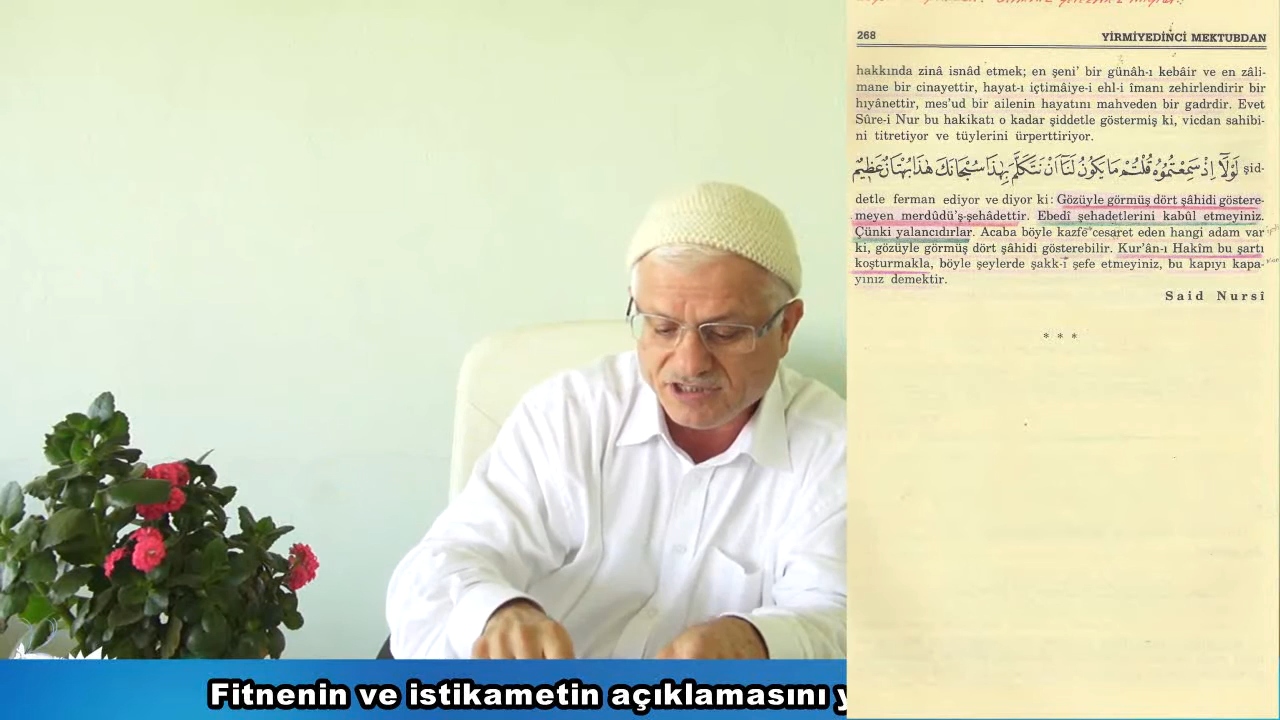 268 YİRMİYEDİNCİ MEKTUBDAN
hakkında zinâ isnâd etmek; en şeni' bir günâh-ı kebâir ve en zâli-
mane bir cinayettir, hayat-ı içtimâiye-i ehl-i îmanı zehirlendirir bir
hıyânettir, mes'ud bir ailenin hayatını mahveden bir gadrdir. Evet
Sûre-i Nur bu hakikatı o kadar şiddetle göstermiş ki, vicdan sahibi-
ni titretiyor ve tüylerini ürperttiriyor.
لَوْلَٓا اِذْ سَمِعْتُمُوهُ قُلْتُمْ مَا يَكُونُ لَنَٓا اَنْ نَتَكَلَّمَ بِهٰذَا سُبْحَانَكَ هٰذَا بُهْتَانٌ عَظِيمٌ şid-
detle ferman ediyor ve diyor ki: Gözüyle görmüş dört şâhidi göstere-
meyen merdûdü'ş-şehâdettir. Ebedî şehadetlerini kabûl etmeyiniz.
Çünki yalancıdırlar. Acaba böyle kazfe cesaret eden hangi adam var
ki, gözüyle görmüş dört şâhidi gösterebilir. Kur'ân-ı Hakîm bu şartı
koşturmakla, böyle şeylerde şakk-ı şefe etmeyiniz, bu kapıyı kapa-
yınız demektir.
Said Nursî
* * *
Fitnenin ve istikametin açıklamasını